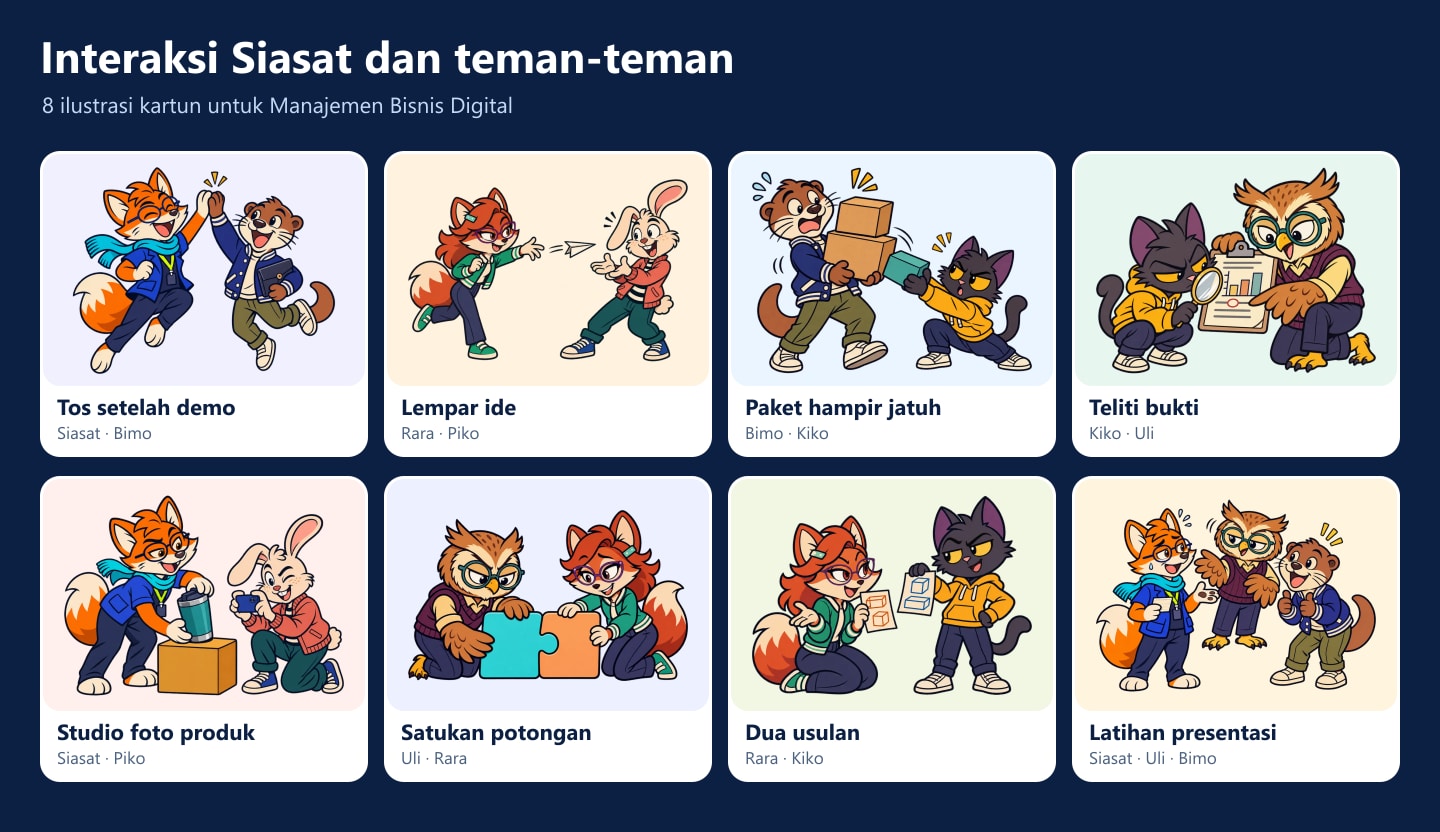 Interaksi Siasat dan teman-teman
8 ilustrasi kartun untuk Manajemen Bisnis Digital
Tos setelah demo
Siasat · Bimo
Lempar ide
Rara · Piko
Paket hampir jatuh
Bimo · Kiko
Teliti bukti
Kiko · Uli
Studio foto produk
Siasat · Piko
Satukan potongan
Uli · Rara
Dua usulan
Rara · Kiko
Latihan presentasi
Siasat · Uli · Bimo